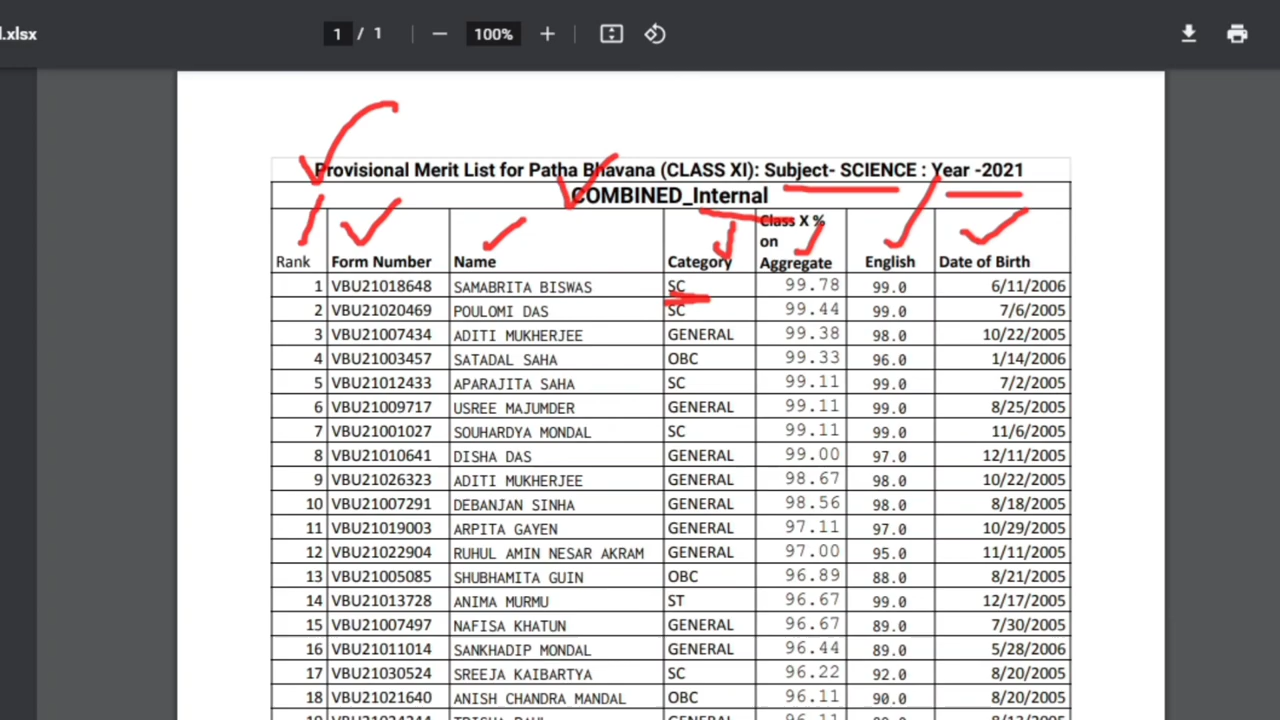 l.xlsx
1 / 1
100%
Provisional Merit List for Patha Bhavana (CLASS XI): Subject- SCIENCE : Year -2021
COMBINED_Internal
Rank Form Number Name Category Class X % on Aggregate English Date of Birth
1 VBU21018648 SAMABRITA BISWAS SC 99.78 99.0 6/11/2006
2 VBU21020469 POULOMI DAS SC 99.44 99.0 7/6/2005
3 VBU21007434 ADITI MUKHERJEE GENERAL 99.38 98.0 10/22/2005
4 VBU21003457 SATADAL SAHA OBC 99.33 96.0 1/14/2006
5 VBU21012433 APARAJITA SAHA SC 99.11 99.0 7/2/2005
6 VBU21009717 USREE MAJUMDER GENERAL 99.11 99.0 8/25/2005
7 VBU21001027 SOUHARDYA MONDAL SC 99.11 99.0 11/6/2005
8 VBU21010641 DISHA DAS GENERAL 99.00 97.0 12/11/2005
9 VBU21026323 ADITI MUKHERJEE GENERAL 98.67 98.0 10/22/2005
10 VBU21007291 DEBANJAN SINHA GENERAL 98.56 98.0 8/18/2005
11 VBU21019003 ARPITA GAYEN GENERAL 97.11 97.0 10/29/2005
12 VBU21022904 RUHUL AMIN NESAR AKRAM GENERAL 97.00 95.0 11/11/2005
13 VBU21005085 SHUBHAMITA GUIN OBC 96.89 88.0 8/21/2005
14 VBU21013728 ANIMA MURMU ST 96.67 99.0 12/17/2005
15 VBU21007497 NAFISA KHATUN GENERAL 96.67 89.0 7/30/2005
16 VBU21011014 SANKHADIP MONDAL GENERAL 96.44 89.0 5/28/2006
17 VBU21030524 SREEJA KAIBARTYA SC 96.22 92.0 8/20/2005
18 VBU21021640 ANISH CHANDRA MANDAL OBC 96.11 90.0 8/20/2005